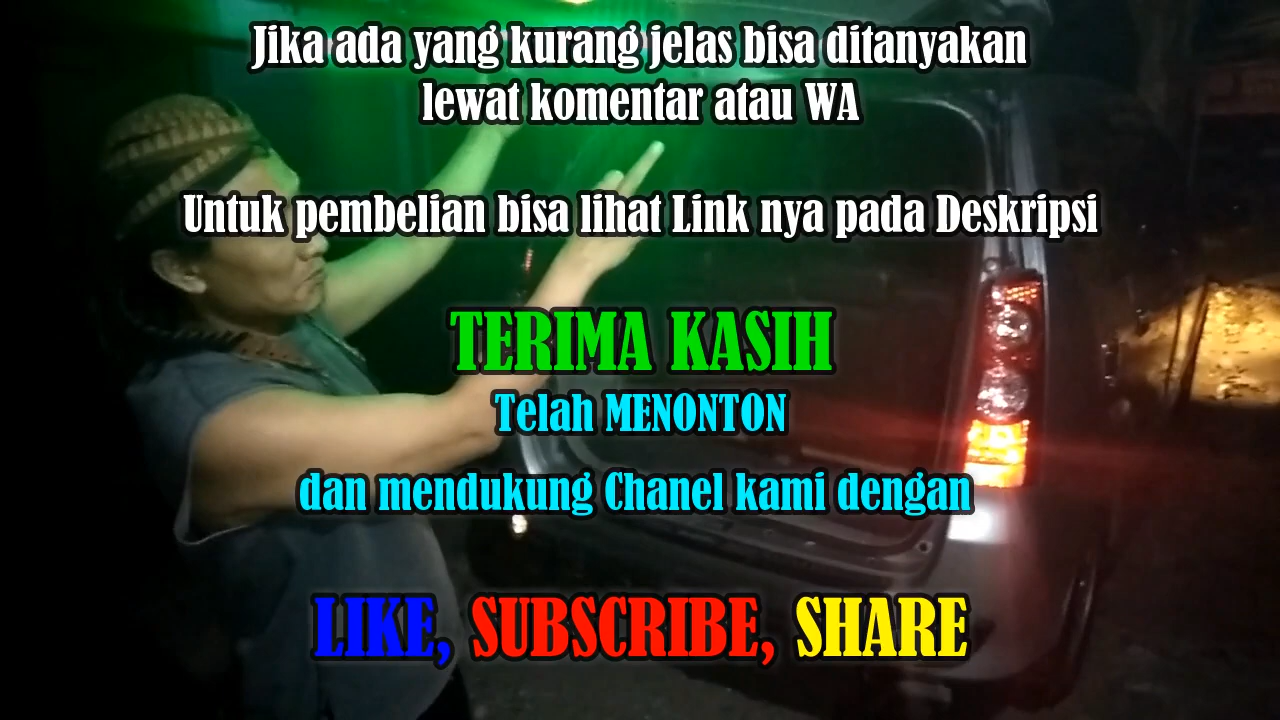 Jika ada yang kurang jelas bisa ditanyakan
lewat komentar atau WA
Untuk pembelian bisa lihat Link nya pada Deskripsi
TERIMA KASIH
Telah MENONTON
dan mendukung Chanel kami dengan
LIKE, SUBSCRIBE, SHARE